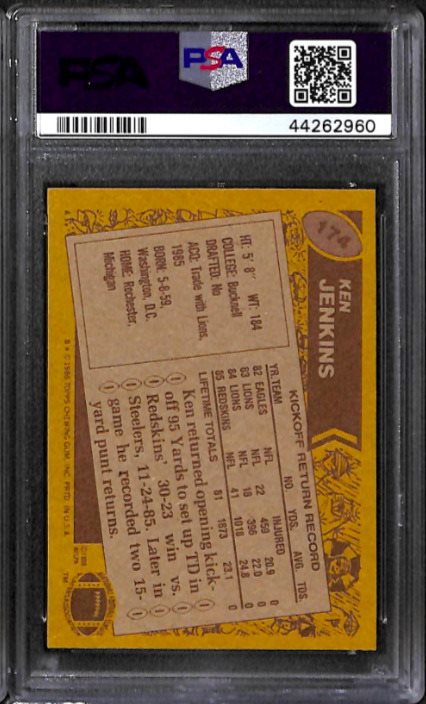 PSA
PSA
44262960
174
KEN
JENKINS
HT: 5' 8" WT: 184
COLLEGE: Bucknell
DRAFTED: No
ACQ: Trade with Lions,
1985
BORN: 5-8-59,
Washington, D.C.
HOME: Rochester,
Michigan
KICKOFF RETURN RECORD
YR. TEAM NO. YDS. AVG. TDS.
82 EAGLES NFL INJURED
83 LIONS NFL 22 459 20.9 0
84 LIONS NFL 18 396 22.0 0
85 REDSKINS NFL 41 1018 24.8 0
LIFETIME TOTALS 81 1873 23.1 0
Ken returned opening kick-
off 95 Yards to set up TD in
Redskins' 30-23 win vs.
Steelers, 11-24-85. Later in
game he recorded two 15-
yard punt returns.
© 1986 TOPPS CHEWING GUM, INC. PRTD. IN U.S.A.